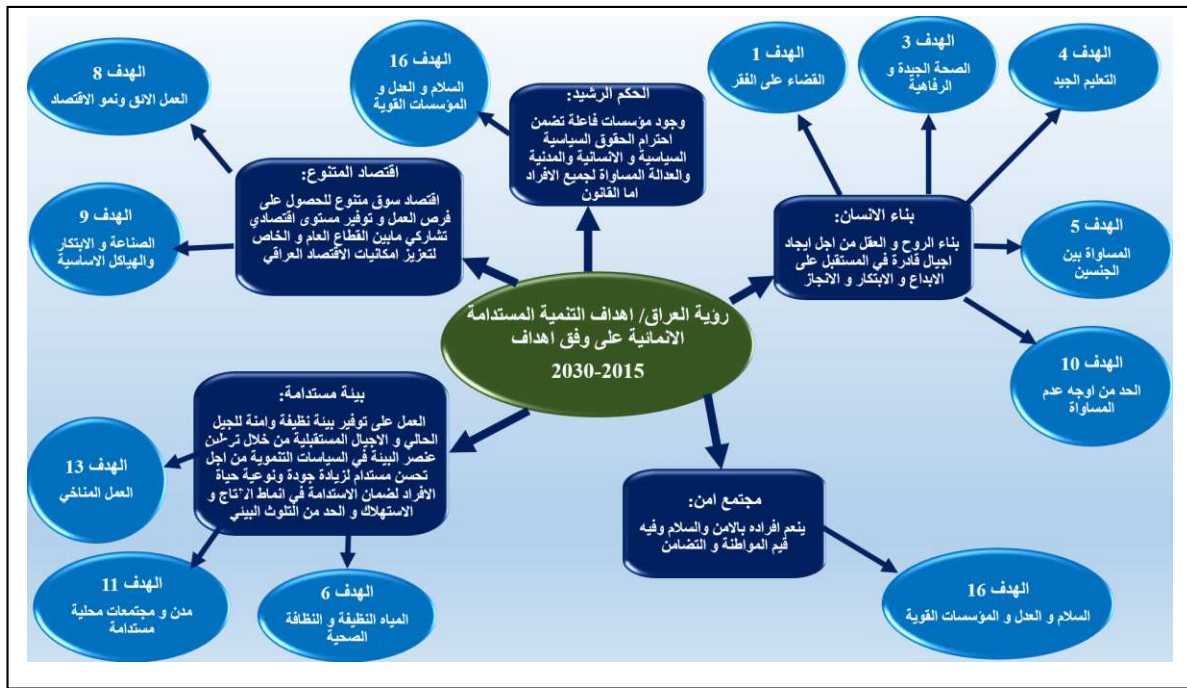 الهدف 8
العمل الائق ونمو الاقتصاد
الهدف 16
السلام و العدل و
المؤسسات القوية
الحكم الرشيد:
وجود مؤسسات فاعلة تضمن
احترام الحقوق السياسية
السياسية و الانسانية والمدنية
والعدالة المساواة لجميع الافراد
اما القانون
الهدف 1
القضاء على الفقر
الهدف 3
الصحة الجيدة و
الرفاهية
الهدف 4
التعليم الجيد
اقتصاد المتنوع:
اقتصاد سوق متنوع للحصول على
فرص العمل و توفير مستوى اقتصادي
تشاركي مابين القطاع العام و الخاص
لتعزيز امكانيات الاقتصاد العراقي
الهدف 9
الصناعة و الابتكار
والهياكل الاساسية
بناء الانسان:
بناء الروح و العقل من اجل ايجاد
اجيال قادرة في المستقبل على
الابداع و الابتكار و الانجاز
الهدف 5
المساواة بين
الجنسين
الهدف 10
الحد من اوجه عدم
المساواة
رؤية العراق/ اهداف التنمية المستدامة
الانمائية على وفق اهداف
2030-2015
بيئة مستدامة:
العمل على توفير بيئة نظيفة وامنة للجيل
الحالي و الاجيال المستقبلية من خلال
عنصر البيئة في السياسات التنموية من اجل
تحسن مستدام لزيادة جودة ونوعية حياة
الافراد لضمان الاستدامة في انماط الانتاج و
الاستهلاك و الحد من التلوث البيئي
الهدف 13
العمل المناخي
الهدف 11
مدن و مجتمعات محلية
مستدامة
الهدف 6
المياه النظيفة و النظافة
الصحية
مجتمع امن:
ينعم افراده بالامن والسلام وفيه
قيم المواطنة و التضامن
الهدف 16
السلام و العدل و المؤسسات القوية